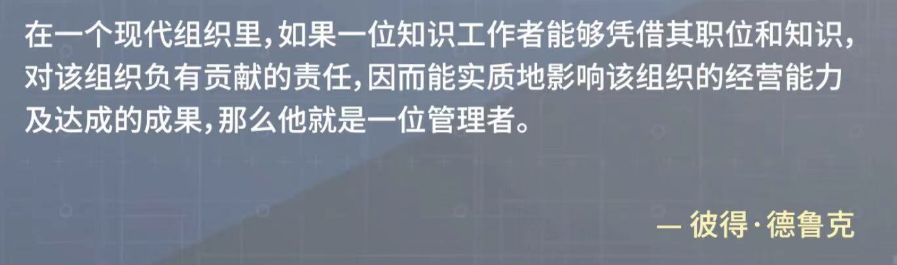 在一个现代组织里,如果一位知识工作者能够凭借其职位和知识,
对该组织负有贡献的责任,因而能实质地影响该组织的经营能力
及达成的成果,那么他就是一位管理者。
— 彼得·德鲁克